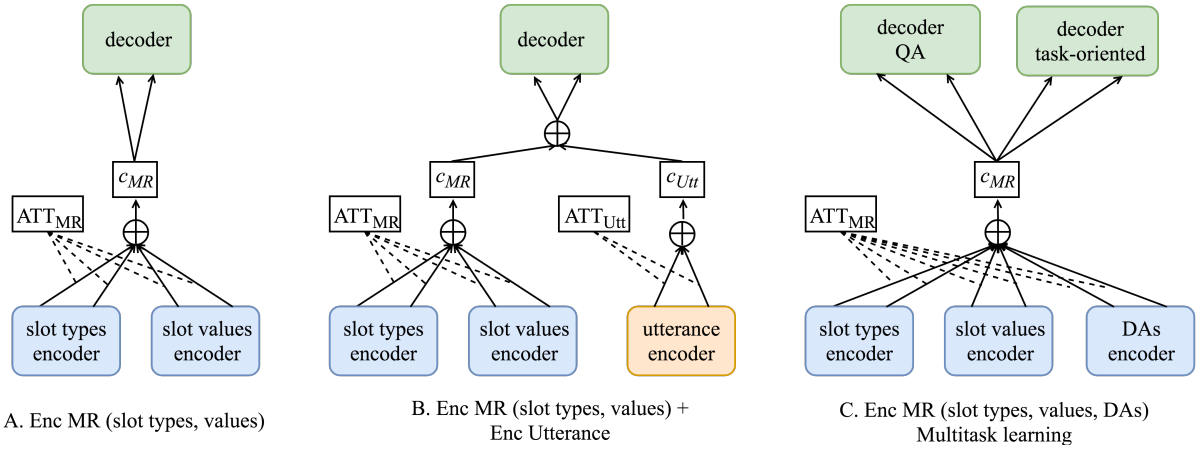 decoder
c_MR
ATT_MR
slot types
encoder
slot values
encoder
A. Enc MR (slot types, values)
decoder
c_MR
c_Utt
ATT_MR
ATT_Utt
slot types
encoder
slot values
encoder
utterance
encoder
B. Enc MR (slot types, values) +
Enc Utterance
decoder
QA
decoder
task-oriented
c_MR
ATT_MR
slot types
encoder
slot values
encoder
DAs
encoder
C. Enc MR (slot types, values, DAs)
Multitask learning